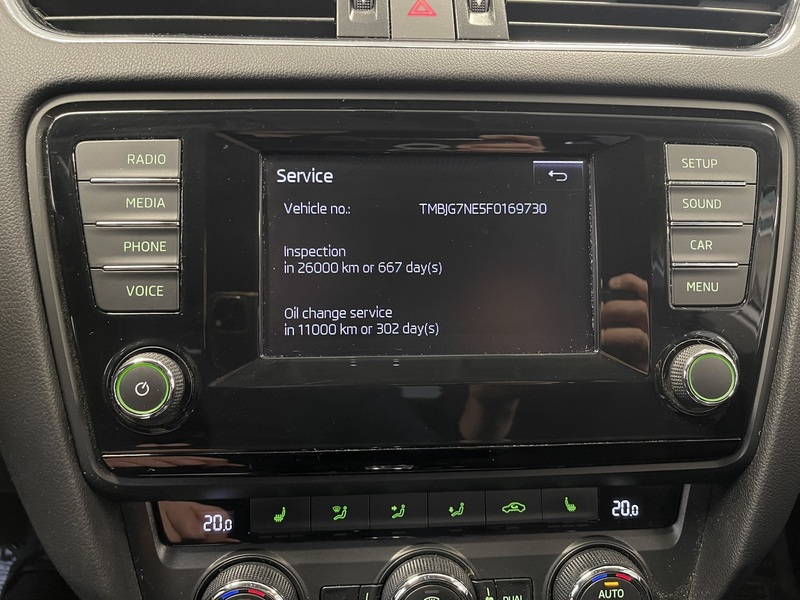 RADIO
MEDIA
PHONE
VOICE
Service
Vehicle no.: TMBJG7NE5F0169730
Inspection
in 26000 km or 667 day(s)
Oil change service
in 11000 km or 302 day(s)
SETUP
SOUND
CAR
MENU
20.0
20.0
DUAL
AUTO